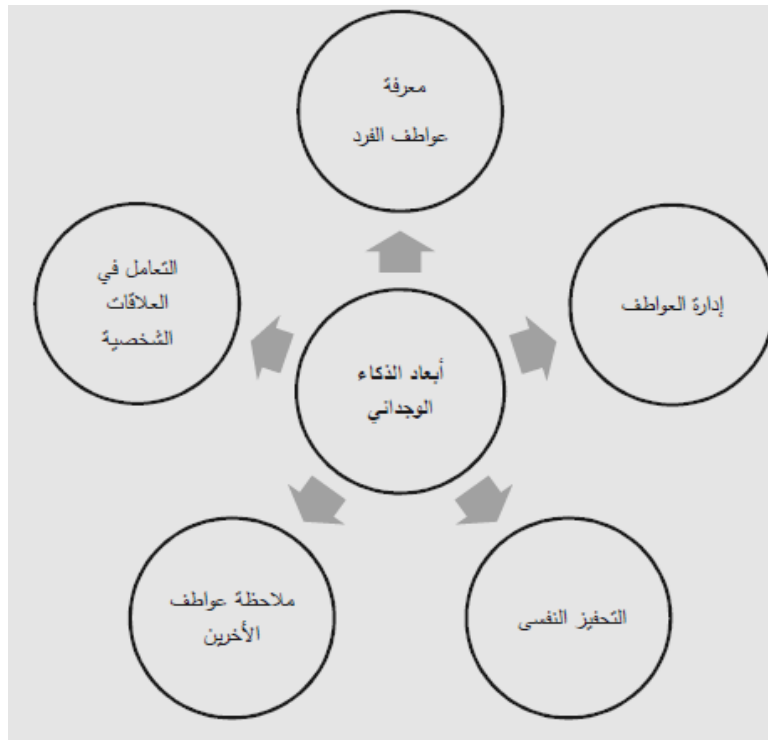 معرفة
عواطف الفرد
التعامل في
العلاقات
الشخصية
إدارة العواطف
أبعاد الذكاء
الوجداني
ملاحظة عواطف
الأخرين
التحفيز النفسى